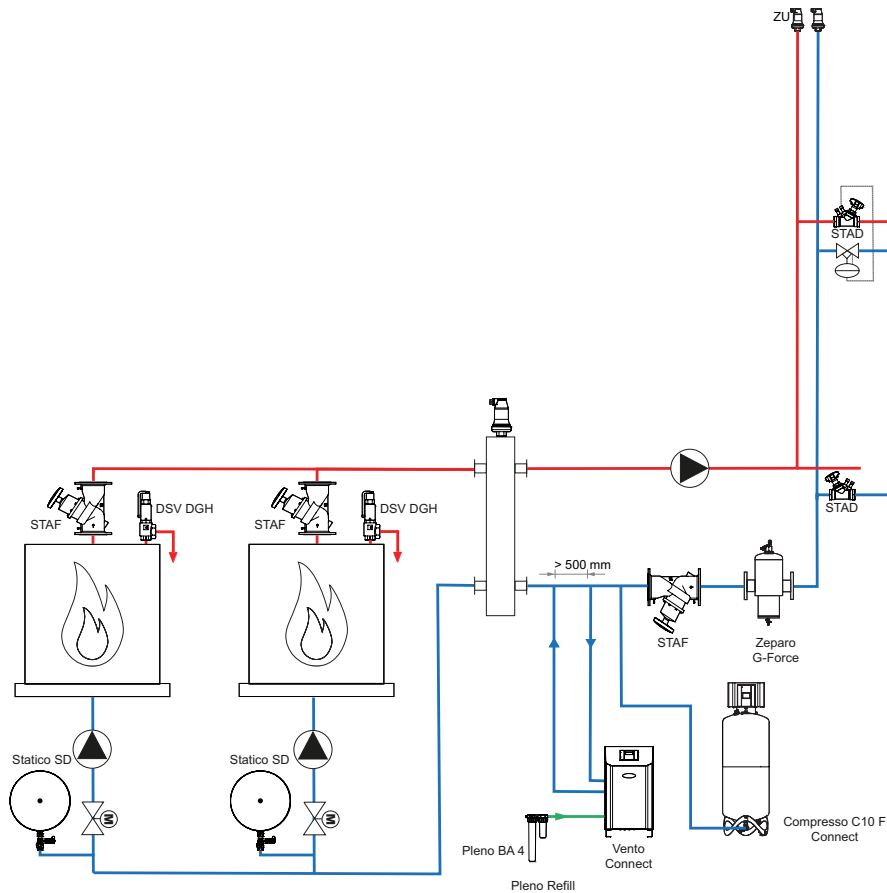 ZU
STAD
STAD
STAF
DSV DGH
STAF
DSV DGH
> 500 mm
STAF
Zeparo
G-Force
Statico SD
M
Statico SD
M
Pleno BA 4
Pleno Refill
Vento
Connect
Compresso C10 F
Connect